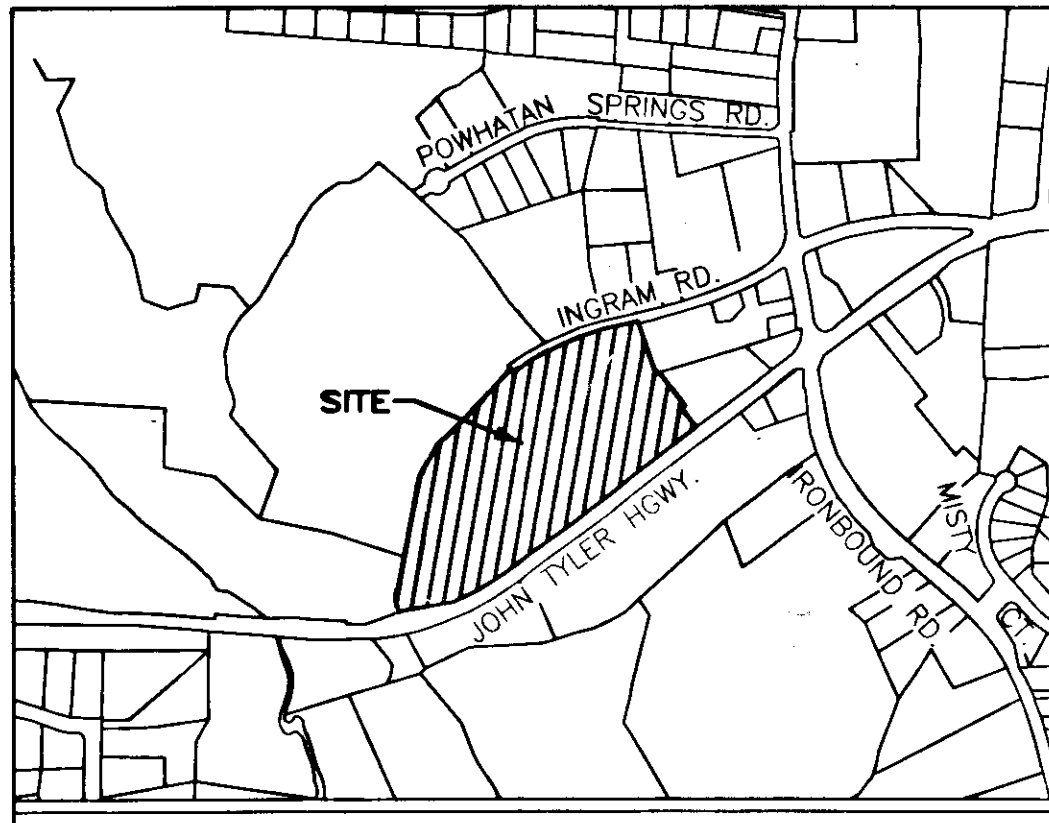 POWHATAN SPRINGS RD.
INGRAM RD.
SITE
JOHN TYLER HGWY.
IRONBOUND RD.
MISTY CT.